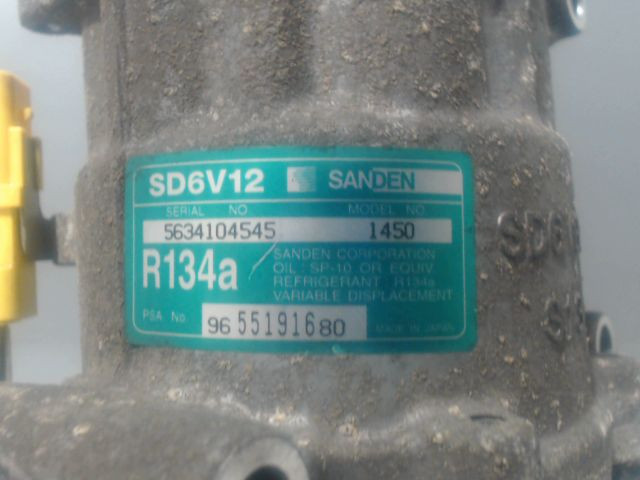 SD6V12 SANDEN
SERIAL NO. MODEL NO.
5634104545 1450
R134a
SANDEN CORPORATION
OIL : SP-10 OR EQUIV.
REFRIGERANT : R134a
VARIABLE DISPLACEMENT
PSA No. 96 551916 80
MADE IN JAPAN